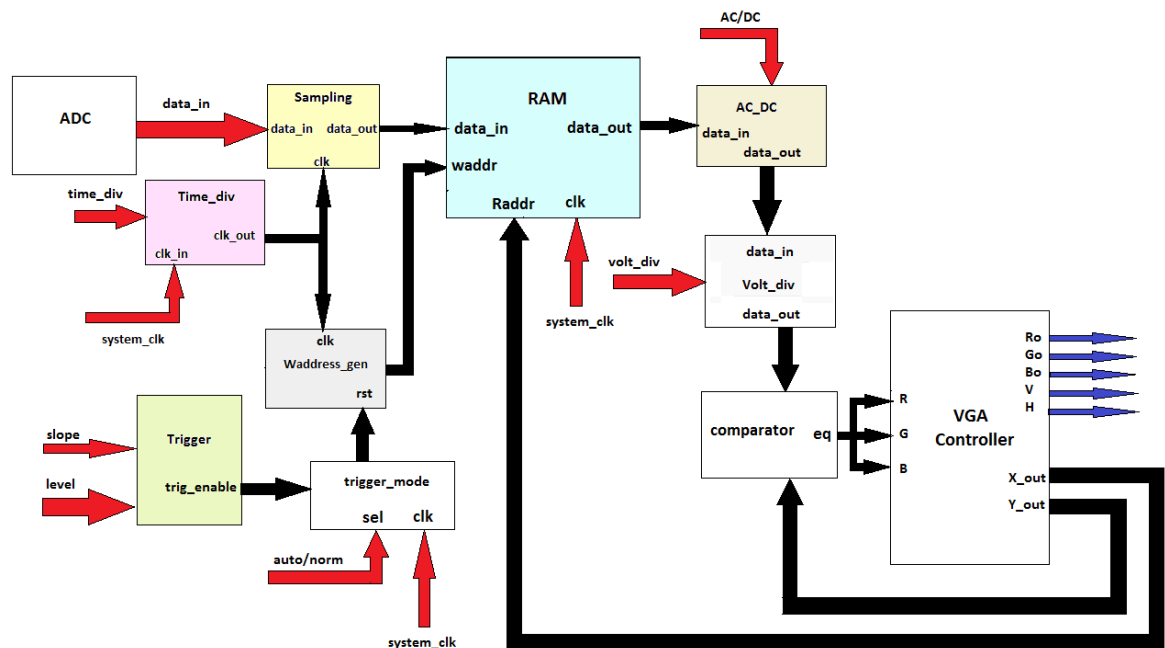 AC/DC
ADC
data_in
Sampling
data_in data_out
clk
RAM
data_in data_out
waddr
Raddr clk
AC_DC
data_in
data_out
time_div
Time_div
clk_out
clk_in
system_clk
volt_div
system_clk
data_in
Volt_div
data_out
clk
Waddress_gen
rst
slope
level
Trigger
trig_enable
trigger_mode
sel clk
auto/norm
system_clk
comparator eq
R
G
B
VGA
Controller
Ro
Go
Bo
V
H
X_out
Y_out